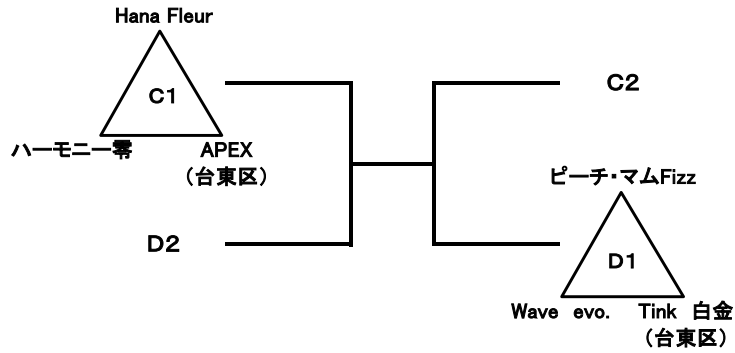 Hana Fleur
C1
C2
ハーモニー零 APEX
(台東区)
ピーチ・マムFizz
D2
D1
Wave evo. Tink 白金
(台東区)